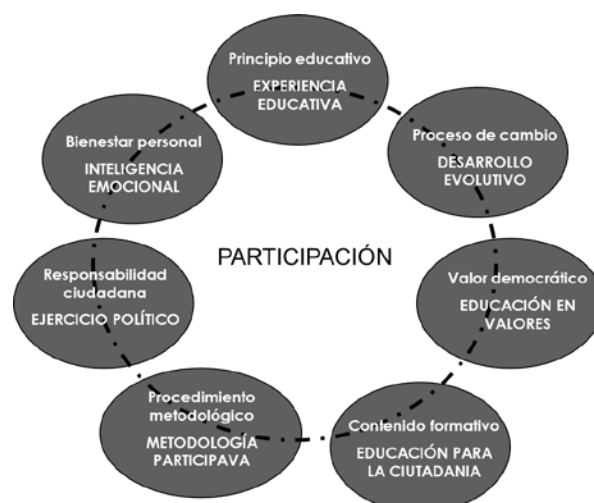 Principio educativo
EXPERIENCIA
EDUCATIVA
Proceso de cambio
DESARROLLO
EVOLUTIVO
Valor democrático
EDUCACIÓN EN
VALORES
Contenido formativo
EDUCACIÓN PARA
LA CIUTADANIA
Procedimiento
metodológico
METODOLOGÍA
PARTICIPAVA
Responsabilidad
ciudadana
EJERCICIO POLÍTICO
Bienestar personal
INTELIGENCIA
EMOCIONAL
PARTICIPACIÓN